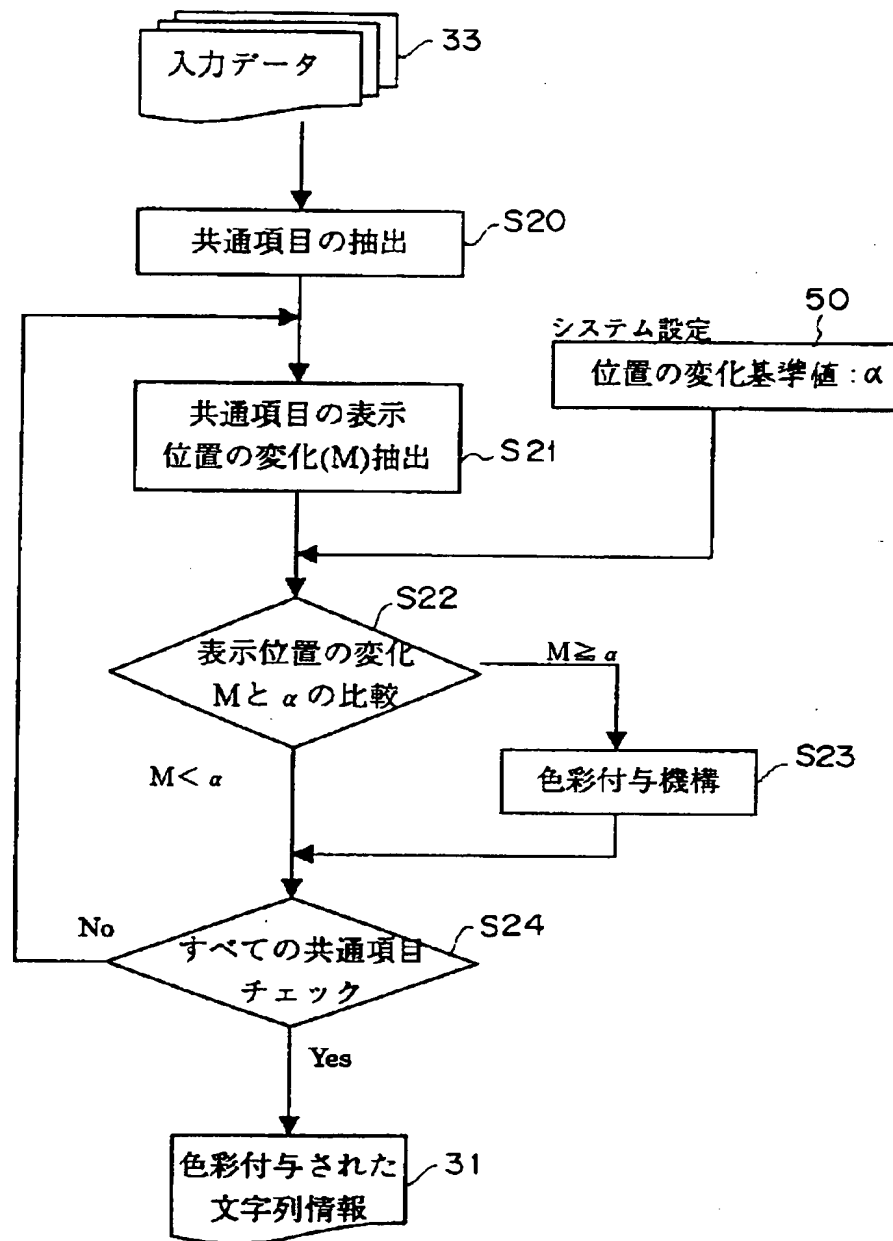 33
入力データ
共通項目の抽出
S20
システム設定
50
位置の変化基準値：α
共通項目の表示
位置の変化(M)抽出
S21
S22
表示位置の変化
Mとαの比較
M≧α
M<α
色彩付与機構
S23
No
すべての共通項目
チェック
S24
Yes
色彩付与された
文字列情報
31